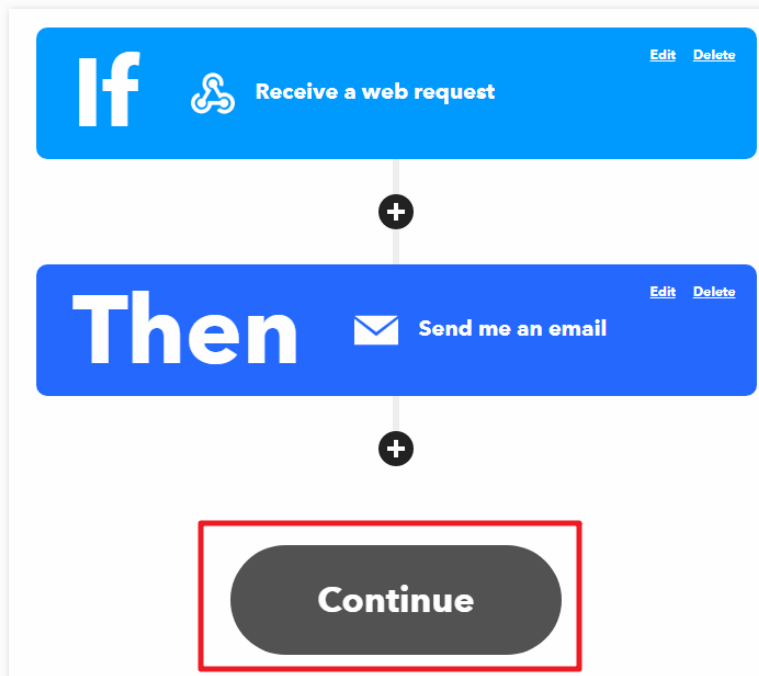 Edit Delete
If Receive a web request
Edit Delete
Then Send me an email
Continue